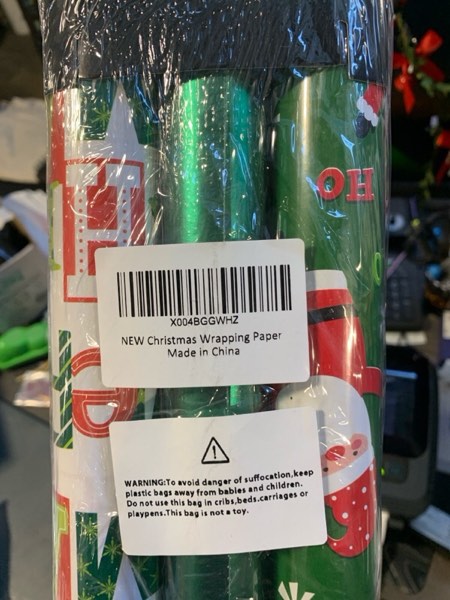 HO
X004BGGWHZ
NEW Christmas Wrapping Paper
Made in China
WARNING:To avoid danger of suffocation,keep
plastic bags away from babies and children.
Do not use this bag in cribs,beds,carriages or
playpens.This bag is not a toy.